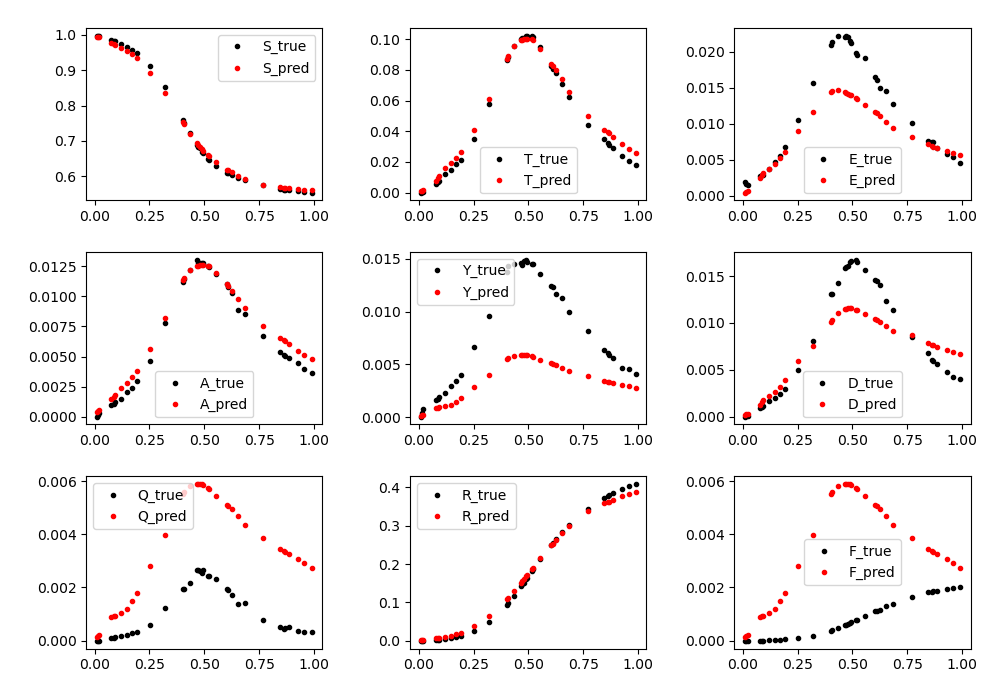 1.0
0.9
0.8
0.7
0.6
0.00 0.25 0.50 0.75 1.00
S_true
S_pred
0.10
0.08
0.06
0.04
0.02
0.00
0.00 0.25 0.50 0.75 1.00
T_true
T_pred
0.020
0.015
0.010
0.005
0.000
0.00 0.25 0.50 0.75 1.00
E_true
E_pred
0.0125
0.0100
0.0075
0.0050
0.0025
0.0000
0.00 0.25 0.50 0.75 1.00
A_true
A_pred
0.015
0.010
0.005
0.000
0.00 0.25 0.50 0.75 1.00
Y_true
Y_pred
0.015
0.010
0.005
0.000
0.00 0.25 0.50 0.75 1.00
D_true
D_pred
0.006
0.004
0.002
0.000
0.00 0.25 0.50 0.75 1.00
Q_true
Q_pred
0.4
0.3
0.2
0.1
0.0
0.00 0.25 0.50 0.75 1.00
R_true
R_pred
0.006
0.004
0.002
0.000
0.00 0.25 0.50 0.75 1.00
F_true
F_pred